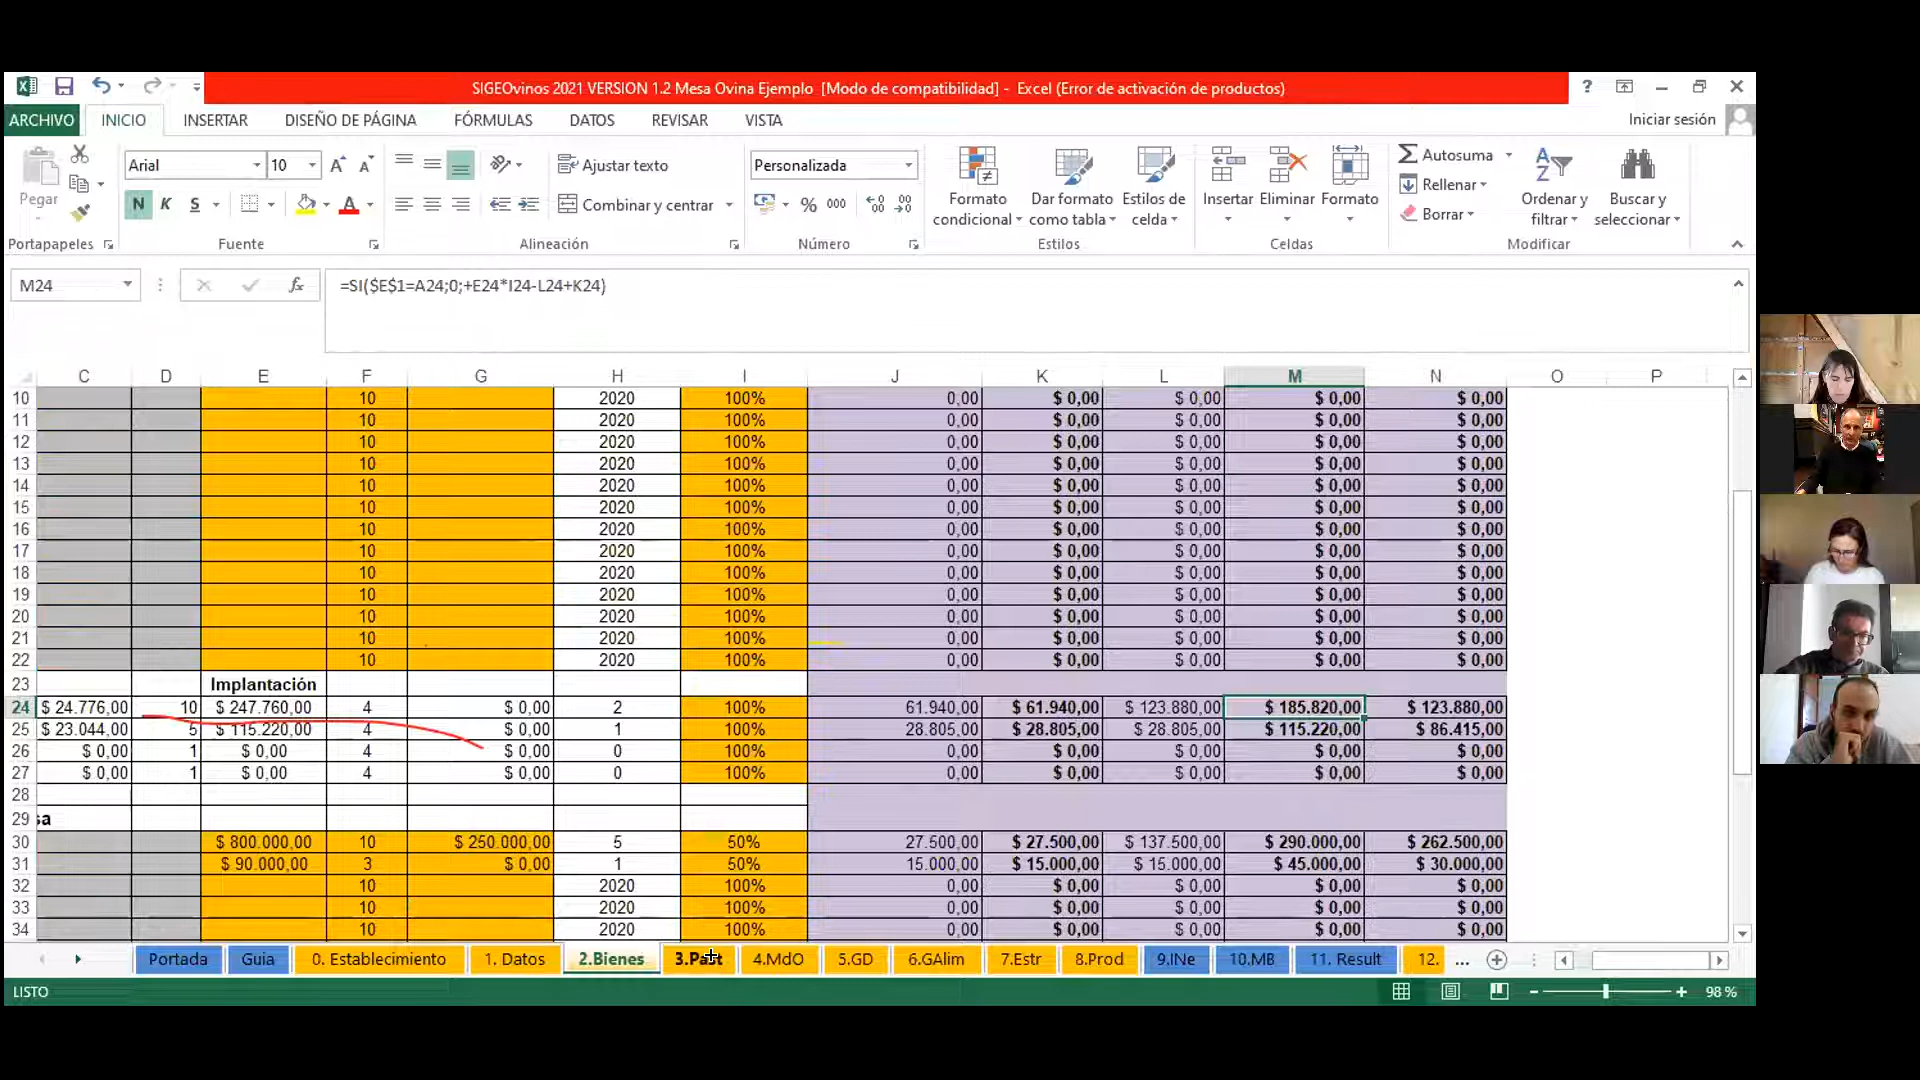 SIGEOvinos 2021 VERSION 1.2 Mesa Ovina Ejemplo [Modo de compatibilidad] - Excel (Error de activación de productos)
ARCHIVO INICIO INSERTAR DISEÑO DE PÁGINA FÓRMULAS DATOS REVISAR VISTA Iniciar sesión
Pegar Arial 10 Ajustar texto Personalizada Formato condicional Dar formato como tabla Estilos de celda Insertar Eliminar Formato Autosuma Rellenar Borrar Ordenar y filtrar Buscar y seleccionar
N K S Combinar y centrar % 000
Portapapeles Fuente Alineación Número Estilos Celdas Modificar
M24 fx =SI($E$1=A24;0;+E24*I24-L24+K24)
C D E F G H I J K L M N O P
10 10 2020 100% 0,00 $ 0,00 $ 0,00 $ 0,00 $ 0,00
11 10 2020 100% 0,00 $ 0,00 $ 0,00 $ 0,00 $ 0,00
12 10 2020 100% 0,00 $ 0,00 $ 0,00 $ 0,00 $ 0,00
13 10 2020 100% 0,00 $ 0,00 $ 0,00 $ 0,00 $ 0,00
14 10 2020 100% 0,00 $ 0,00 $ 0,00 $ 0,00 $ 0,00
15 10 2020 100% 0,00 $ 0,00 $ 0,00 $ 0,00 $ 0,00
16 10 2020 100% 0,00 $ 0,00 $ 0,00 $ 0,00 $ 0,00
17 10 2020 100% 0,00 $ 0,00 $ 0,00 $ 0,00 $ 0,00
18 10 2020 100% 0,00 $ 0,00 $ 0,00 $ 0,00 $ 0,00
19 10 2020 100% 0,00 $ 0,00 $ 0,00 $ 0,00 $ 0,00
20 10 2020 100% 0,00 $ 0,00 $ 0,00 $ 0,00 $ 0,00
21 10 2020 100% 0,00 $ 0,00 $ 0,00 $ 0,00 $ 0,00
22 10 2020 100% 0,00 $ 0,00 $ 0,00 $ 0,00 $ 0,00
23 Implantación
24 $ 24.776,00 10 $ 247.760,00 4 $ 0,00 2 100% 61.940,00 $ 61.940,00 $ 123.880,00 $ 185.820,00 $ 123.880,00
25 $ 23.044,00 5 $ 115.220,00 4 $ 0,00 1 100% 28.805,00 $ 28.805,00 $ 28.805,00 $ 115.220,00 $ 86.415,00
26 $ 0,00 1 $ 0,00 4 $ 0,00 0 100% 0,00 $ 0,00 $ 0,00 $ 0,00 $ 0,00
27 $ 0,00 1 $ 0,00 4 $ 0,00 0 100% 0,00 $ 0,00 $ 0,00 $ 0,00 $ 0,00
28
29 sa
30 $ 800.000,00 10 $ 250.000,00 5 50% 27.500,00 $ 27.500,00 $ 137.500,00 $ 290.000,00 $ 262.500,00
31 $ 90.000,00 3 $ 0,00 1 50% 15.000,00 $ 15.000,00 $ 15.000,00 $ 45.000,00 $ 30.000,00
32 10 2020 100% 0,00 $ 0,00 $ 0,00 $ 0,00 $ 0,00
33 10 2020 100% 0,00 $ 0,00 $ 0,00 $ 0,00 $ 0,00
34 10 2020 100% 0,00 $ 0,00 $ 0,00 $ 0,00 $ 0,00
Portada Guia 0. Establecimiento 1. Datos 2.Bienes 3.Past 4.MdO 5.GD 6.GAlim 7.Estr 8.Prod 9.INe 10.MB 11. Result 12. ...
LISTO 98 %